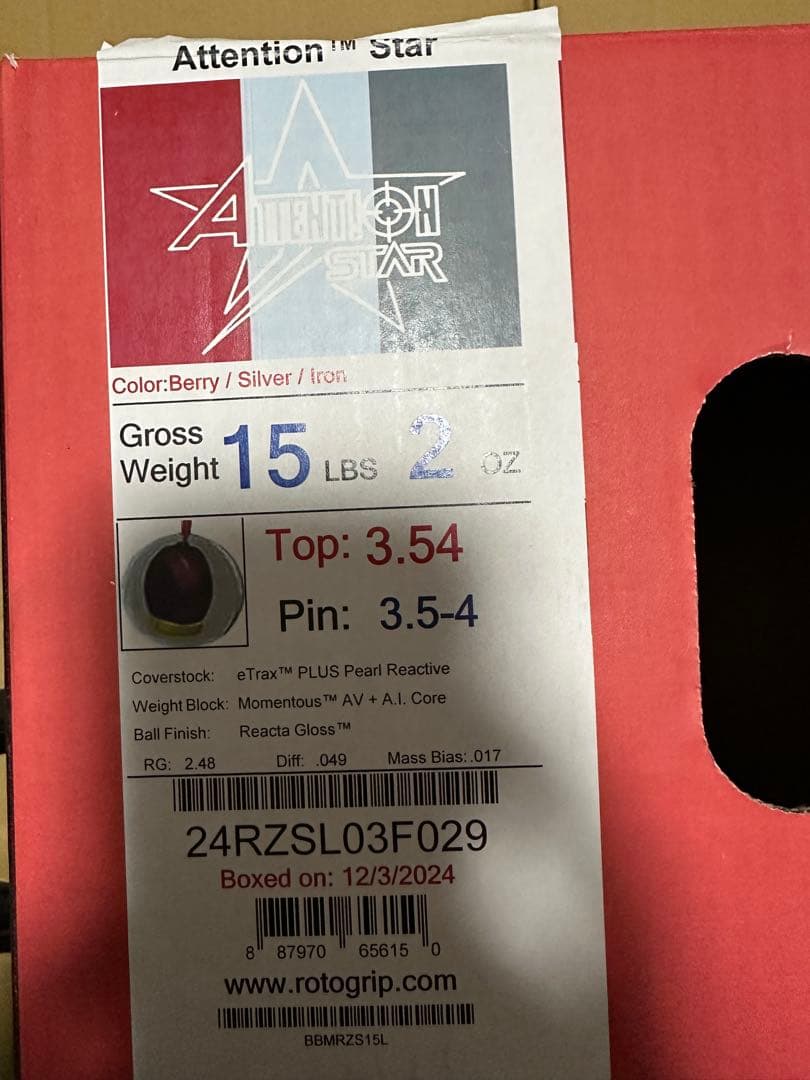 Attention™ Star
ATTENTION
STAR
Color:Berry / Silver / Iron
Gross
Weight 15 LBS 2 OZ
Top: 3.54
Pin: 3.5-4
Coverstock: eTrax™ PLUS Pearl Reactive
Weight Block: Momentous™ AV + A.I. Core
Ball Finish: Reacta Gloss™
RG: 2.48 Diff: .049 Mass Bias:.017
24RZSL03F029
Boxed on: 12/3/2024
8 87970 65615 0
www.rotogrip.com
BBMRZS15L